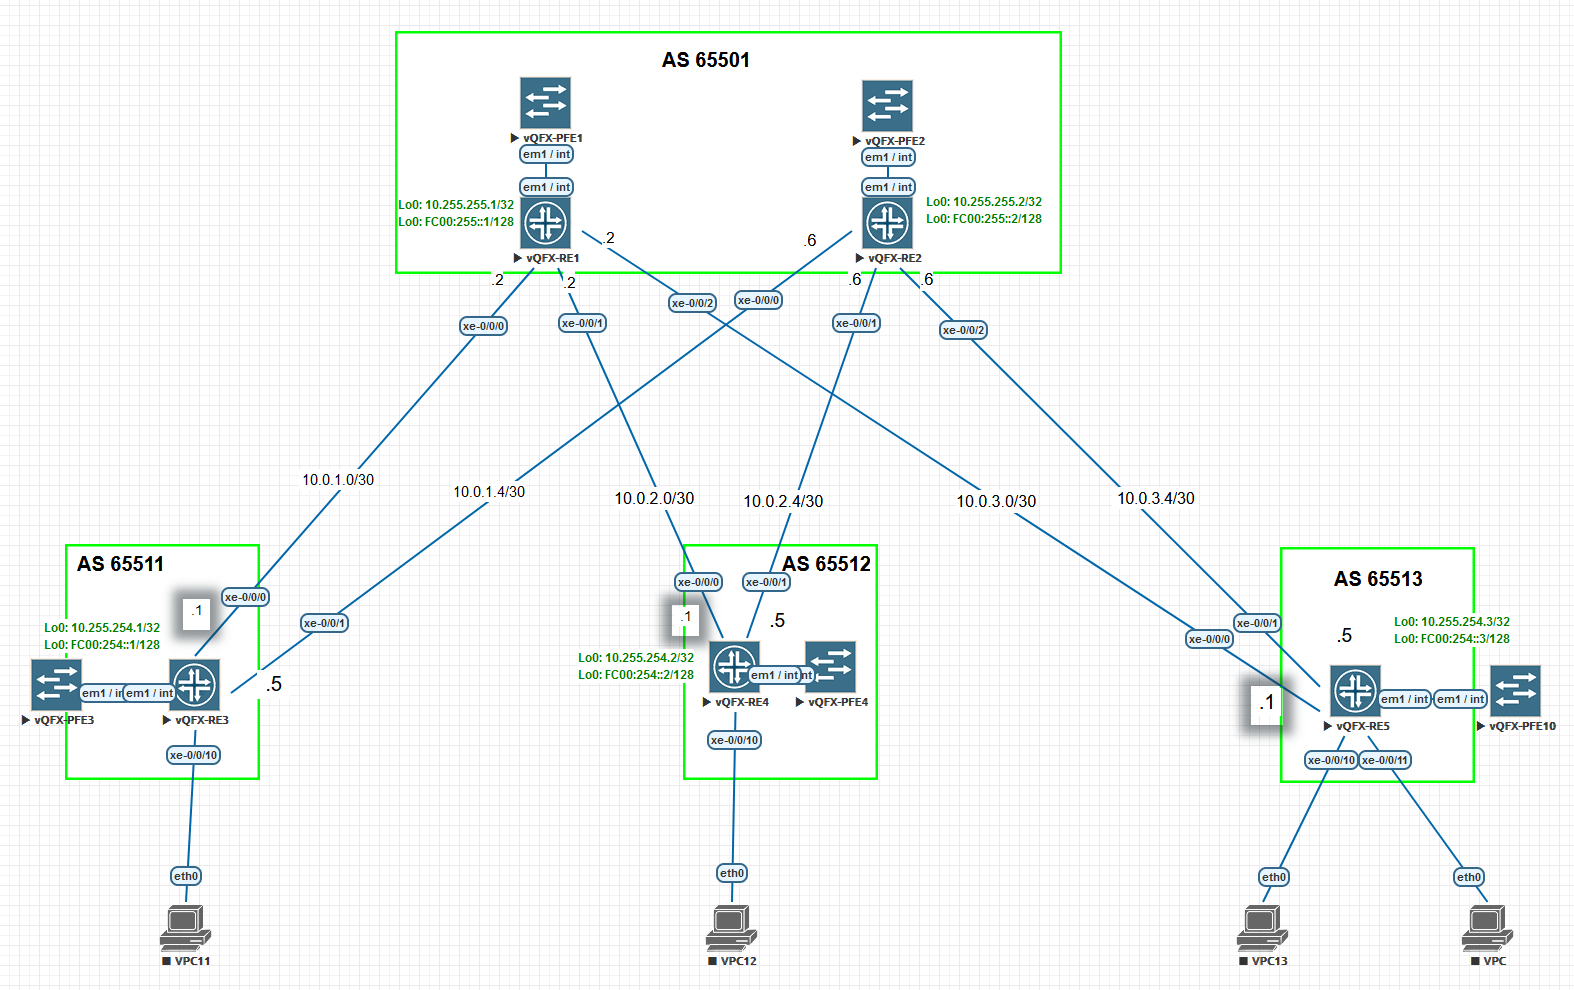 AS 65501
vQFX-PFE1
vQFX-PFE2
em1 / int
em1 / int
em1 / int
em1 / int
Lo0: 10.255.255.1/32
Lo0: FC00:255::1/128
Lo0: 10.255.255.2/32
Lo0: FC00:255::2/128
vQFX-RE1
vQFX-RE2
.2
.6
.2
.2
.6
.6
xe-0/0/0
xe-0/0/1
xe-0/0/2
xe-0/0/0
xe-0/0/1
xe-0/0/2
10.0.1.0/30
10.0.1.4/30
10.0.2.0/30
10.0.2.4/30
10.0.3.0/30
10.0.3.4/30
AS 65511
xe-0/0/0
.1
xe-0/0/1
Lo0: 10.255.254.1/32
Lo0: FC00:254::1/128
em1 / in
em1 / int
.5
vQFX-PFE3
vQFX-RE3
xe-0/0/10
eth0
VPC11
AS 65512
xe-0/0/0
xe-0/0/1
.1
.5
Lo0: 10.255.254.2/32
Lo0: FC00:254::2/128
em1 / int
nt
vQFX-RE4
vQFX-PFE4
xe-0/0/10
eth0
VPC12
AS 65513
xe-0/0/1
xe-0/0/0
.5
Lo0: 10.255.254.3/32
Lo0: FC00:254::3/128
.1
em1 / int
em1 / int
vQFX-RE5
vQFX-PFE10
xe-0/0/10
xe-0/0/11
eth0
eth0
VPC13
VPC